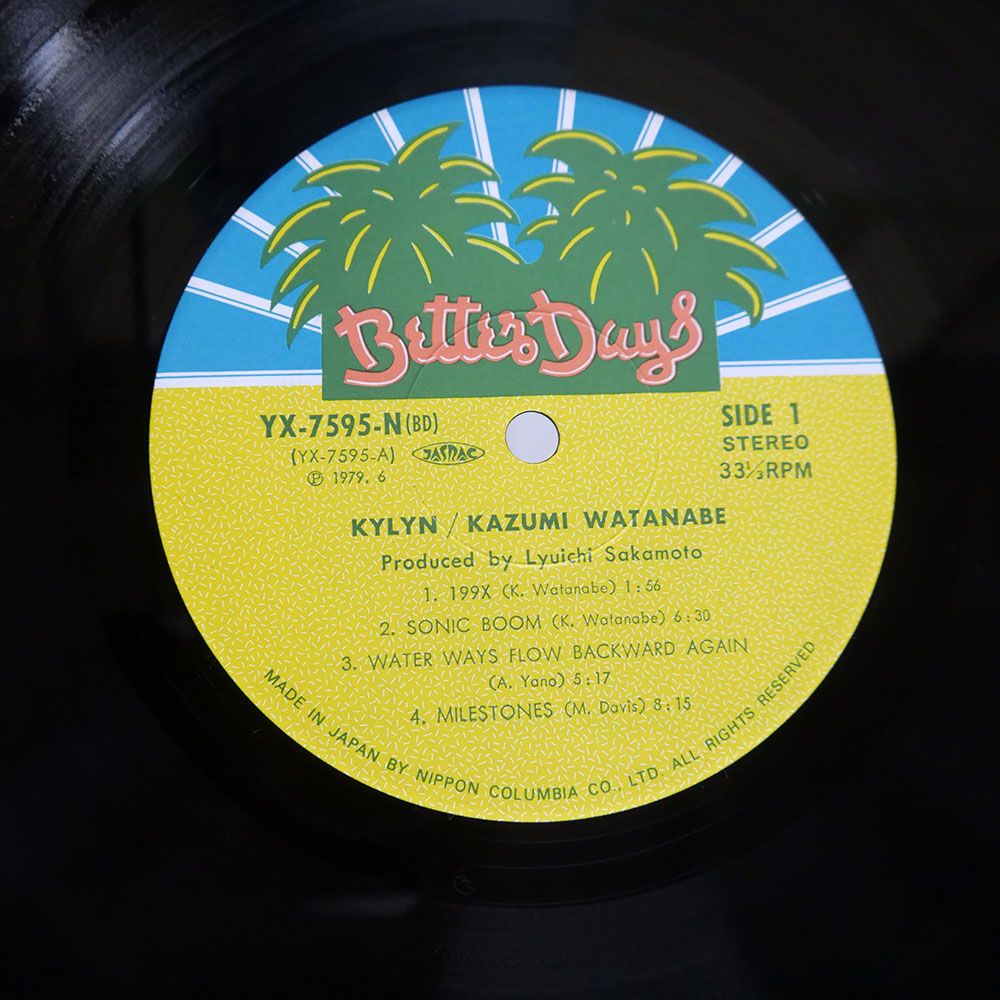 Better Days
YX-7595-N(BD)
(YX-7595-A) JASRAC
Ⓟ 1979. 6
SIDE 1
STEREO
33⅓RPM
KYLYN / KAZUMI WATANABE
Produced by Lyuichi Sakamoto
1. 199X (K. Watanabe) 1:56
2. SONIC BOOM (K. Watanabe) 6:30
3. WATER WAYS FLOW BACKWARD AGAIN
(A. Yano) 5:17
4. MILESTONES (M. Davis) 8:15
MADE IN JAPAN BY NIPPON COLUMBIA CO., LTD. ALL RIGHTS RESERVED